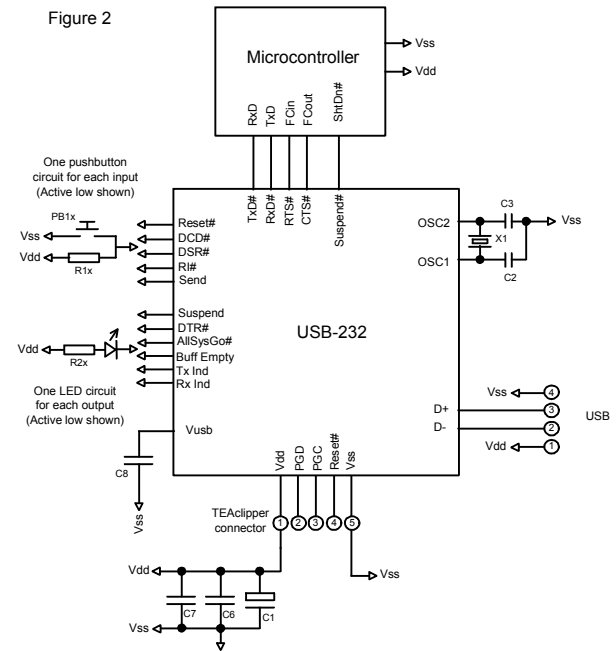 Figure 2
Microcontroller
Vss
Vdd
RxD
TxD
FCin
FCout
ShtDn#
One pushbutton
circuit for each input
(Active low shown)
PB1x
Vss
Vdd
R1x
TxD#
RxD#
RTS#
CTS#
Suspend#
Reset#
DCD#
DSR#
RI#
Send
OSC2
OSC1
C3
X1
C2
Vss
Suspend
DTR#
AllSysGo#
Buff Empty
Tx Ind
Rx Ind
USB-232
Vdd
R2x
One LED circuit
for each output
(Active low shown)
Vusb
C8
Vss
D+
D-
Vss
Vdd
4
3
2
1
USB
Vdd
PGD
PGC
Reset#
Vss
TEAclipper
connector
1
2
3
4
5
Vss
Vdd
C7
C6
C1
Vss